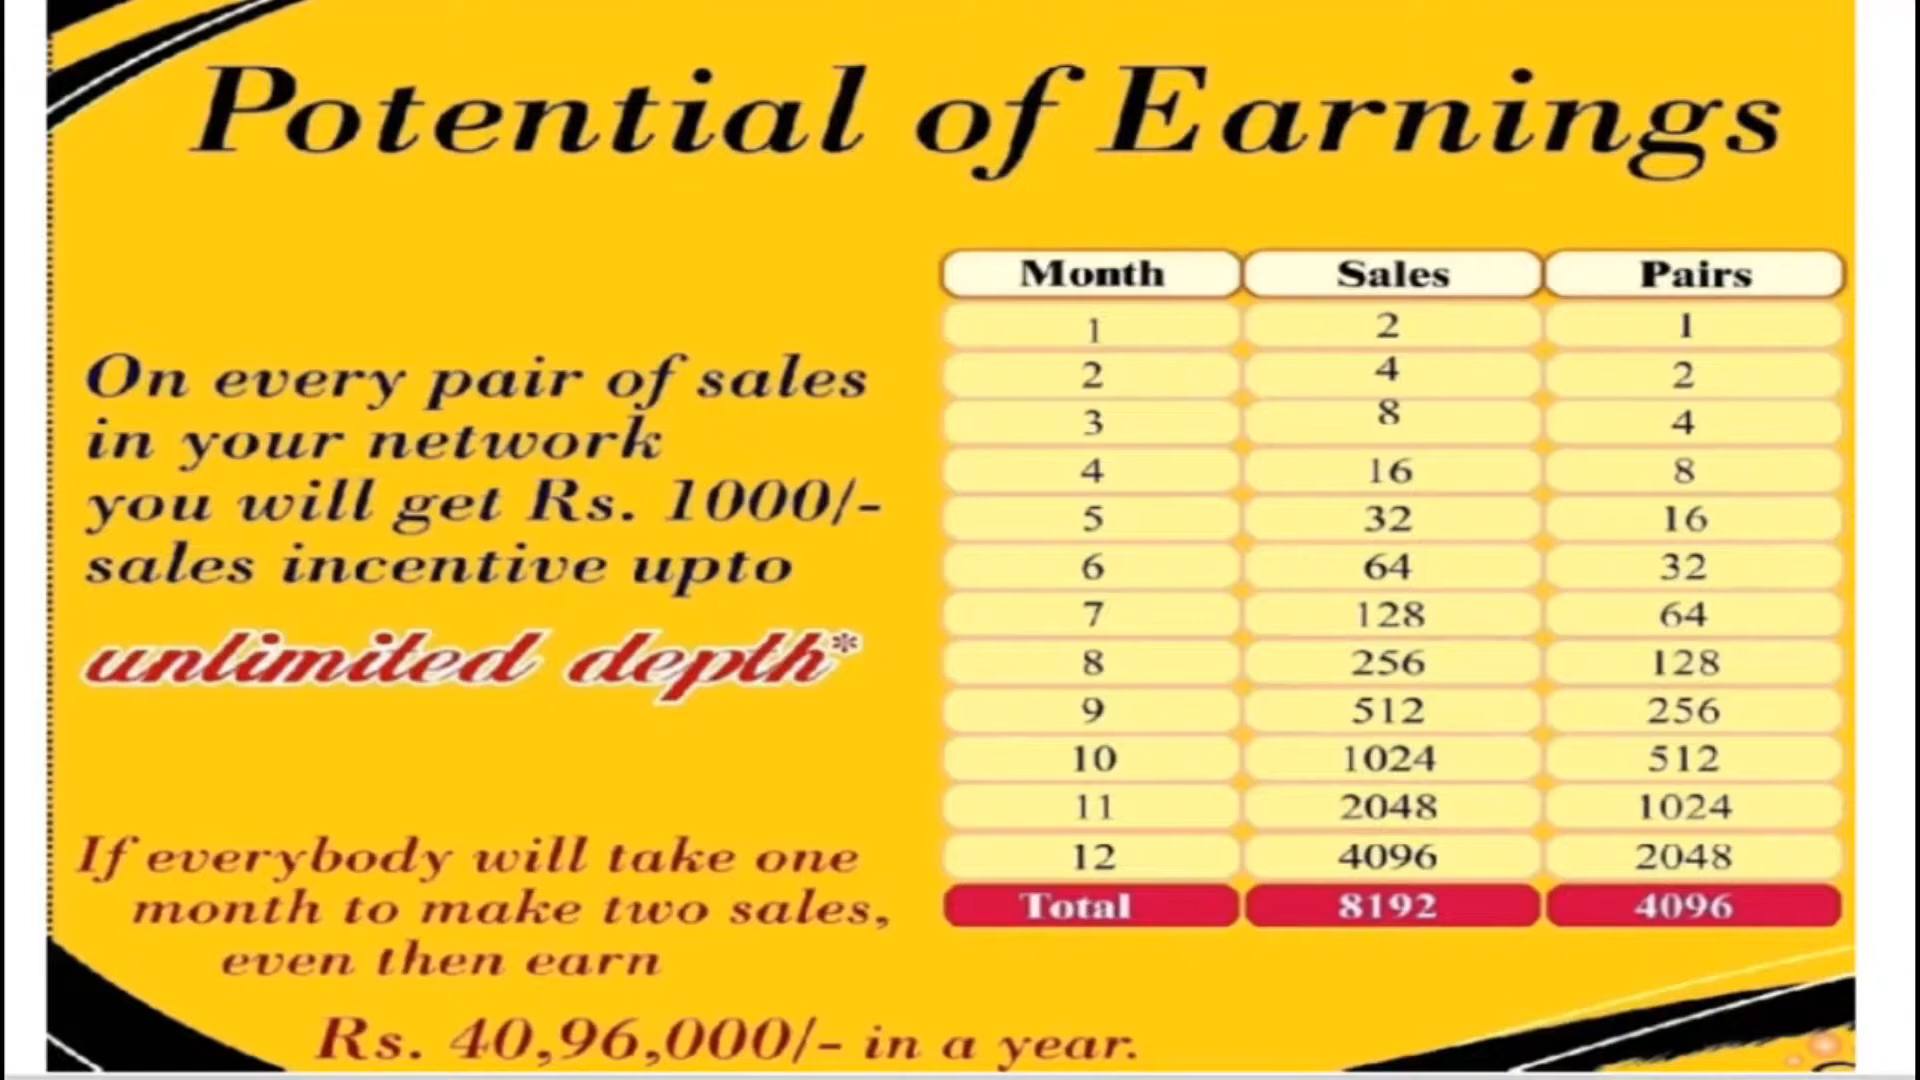 Potential of Earnings
On every pair of sales
in your network
you will get Rs. 1000/-
sales incentive upto
unlimited depth*
If everybody will take one
month to make two sales,
even then earn
Rs. 40,96,000/- in a year.
Month Sales Pairs
1 2 1
2 4 2
3 8 4
4 16 8
5 32 16
6 64 32
7 128 64
8 256 128
9 512 256
10 1024 512
11 2048 1024
12 4096 2048
Total 8192 4096